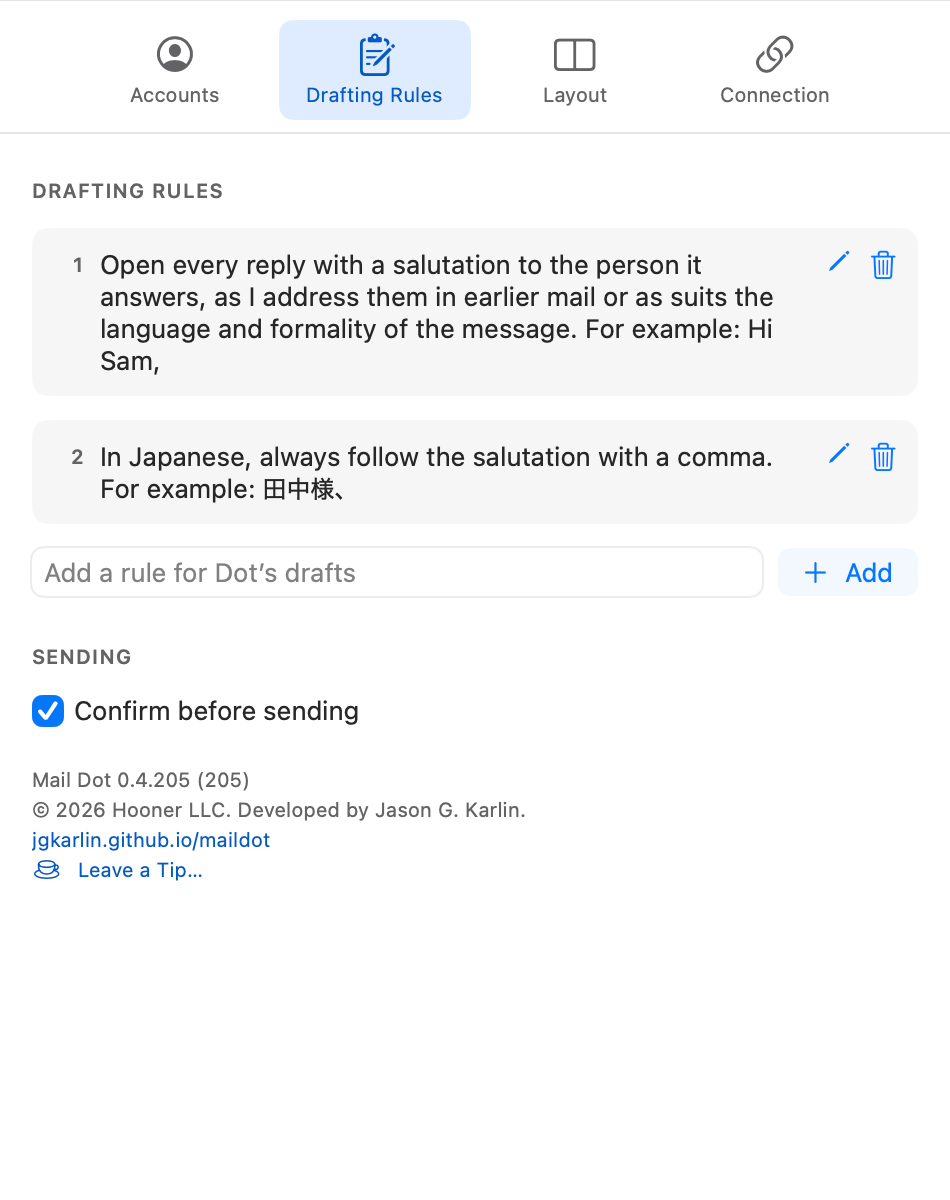 Accounts
Drafting Rules
Layout
Connection
DRAFTING RULES
1
Open every reply with a salutation to the person it
answers, as I address them in earlier mail or as suits the
language and formality of the message. For example: Hi
Sam,
2
In Japanese, always follow the salutation with a comma.
For example: 田中様、
Add a rule for Dot’s drafts
Add
SENDING
Confirm before sending
Mail Dot 0.4.205 (205)
© 2026 Hooner LLC. Developed by Jason G. Karlin.
jgkarlin.github.io/maildot
Leave a Tip...